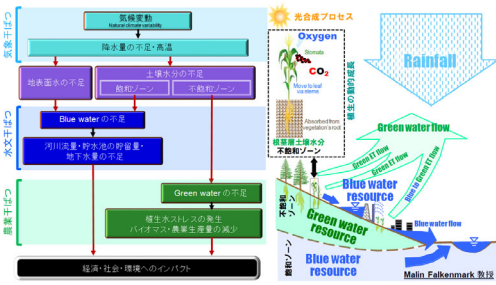 気象干ばつ
気候変動
Natural climate variability
降水量の不足・高温
地表面水の不足
土壌水分の不足
飽和ゾーン
不飽和ゾーン
水文干ばつ
Blue waterの不足
河川流量・貯水池の貯留量・
地下水量の不足
農業干ばつ
Green waterの不足
植生水ストレスの発生
バイオマス・農業生産量の減少
経済・社会・環境へのインパクト
光合成プロセス
Oxygen
Stomata
CO2
Move to leaf
via stems
Absorbed from
vegetation's root
根茎層土壌水分
不飽和ゾーン
植生の動的成長
Rainfall
Green water flow
Green ET flow
Green ET flow
Blue to Green ET flow
Blue water
resource
不飽和
ゾーン
Green water
resource
Blue water flow
飽和
ゾーン
Blue water
resource
Malin Falkenmark 教授